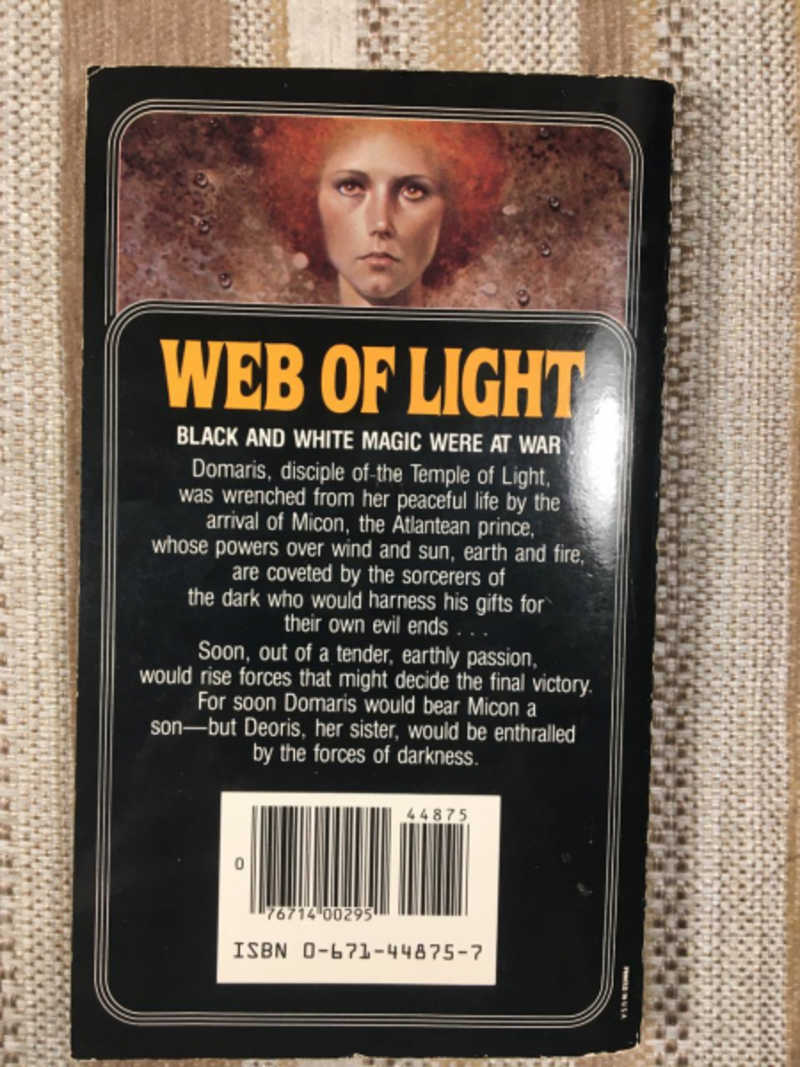 WEB OF LIGHT
BLACK AND WHITE MAGIC WERE AT WAR
Domaris, disciple of the Temple of Light,
was wrenched from her peaceful life by the
arrival of Micon, the Atlantean prince,
whose powers over wind and sun, earth and fire,
are coveted by the sorcerers of
the dark who would harness his gifts for
their own evil ends . . .
Soon, out of a tender, earthly passion,
would rise forces that might decide the final victory.
For soon Domaris would bear Micon a
son—but Deoris, her sister, would be enthralled
by the forces of darkness.
44875
0
76714 00295
ISBN 0-671-44875-7
PRINTED IN U.S.A.